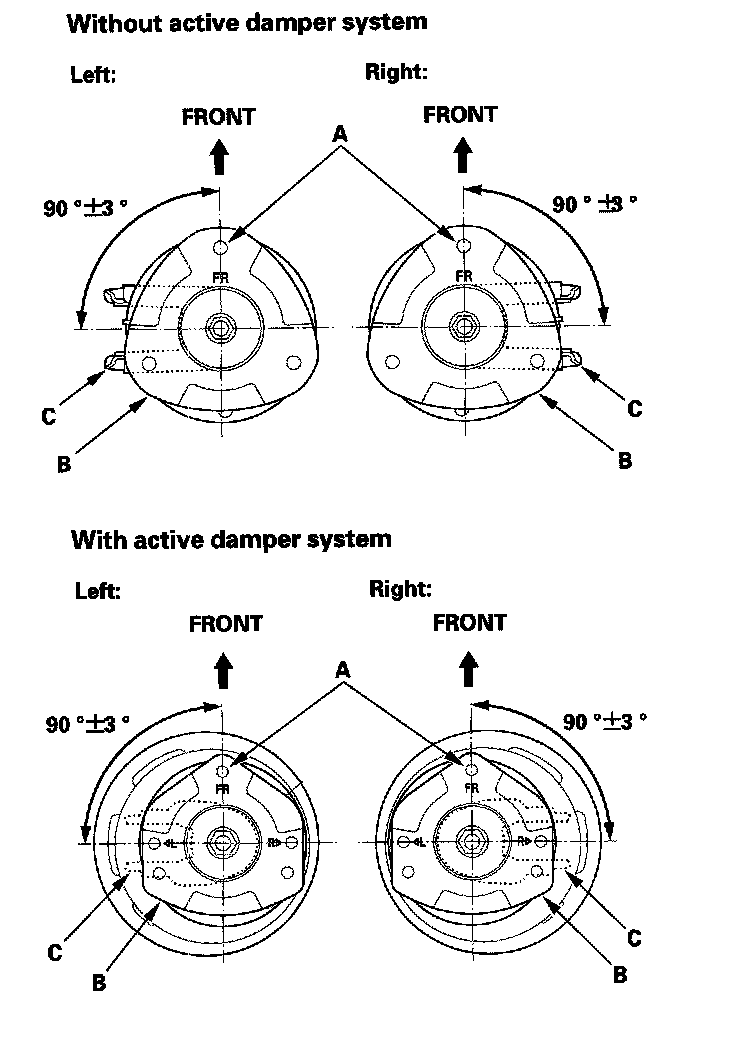 Without active damper system
Left: Right:
FRONT FRONT
A
90 °±3 ° 90 °±3 °
FR FR
C C
B B
With active damper system
Left: Right:
FRONT FRONT
A
90 °±3 ° 90 °±3 °
FR FR
◁L R▷ ◁L R▷
C C
B B